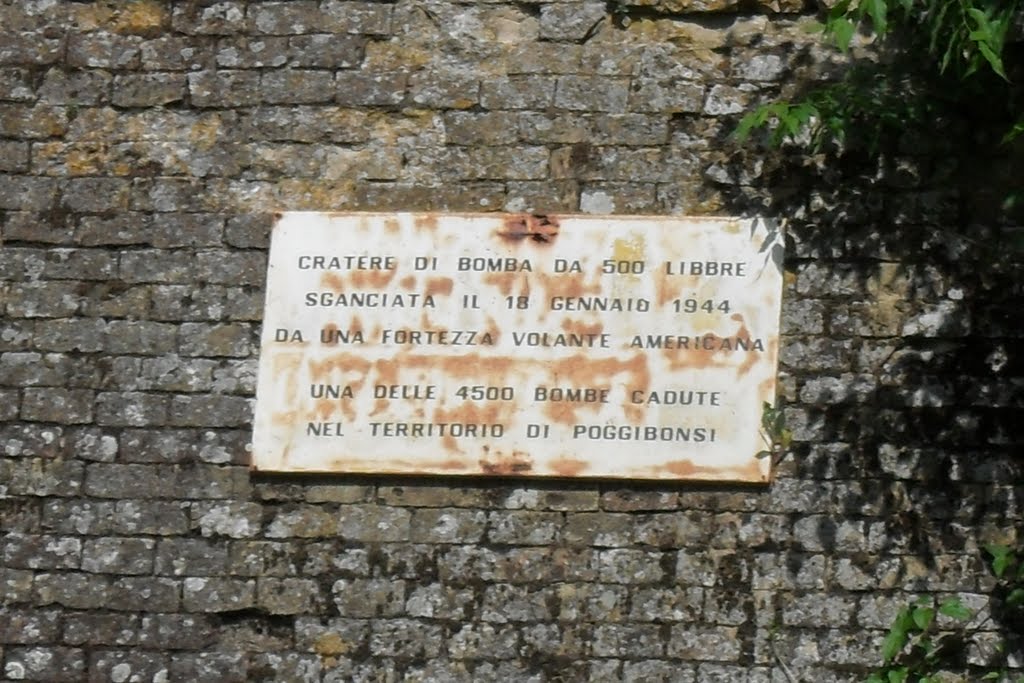 CRATERE DI BOMBA DA 500 LIBBRE
SGANCIATA IL 18 GENNAIO 1944
DA UNA FORTEZZA VOLANTE AMERICANA
UNA DELLE 4500 BOMBE CADUTE
NEL TERRITORIO DI POGGIBONSI